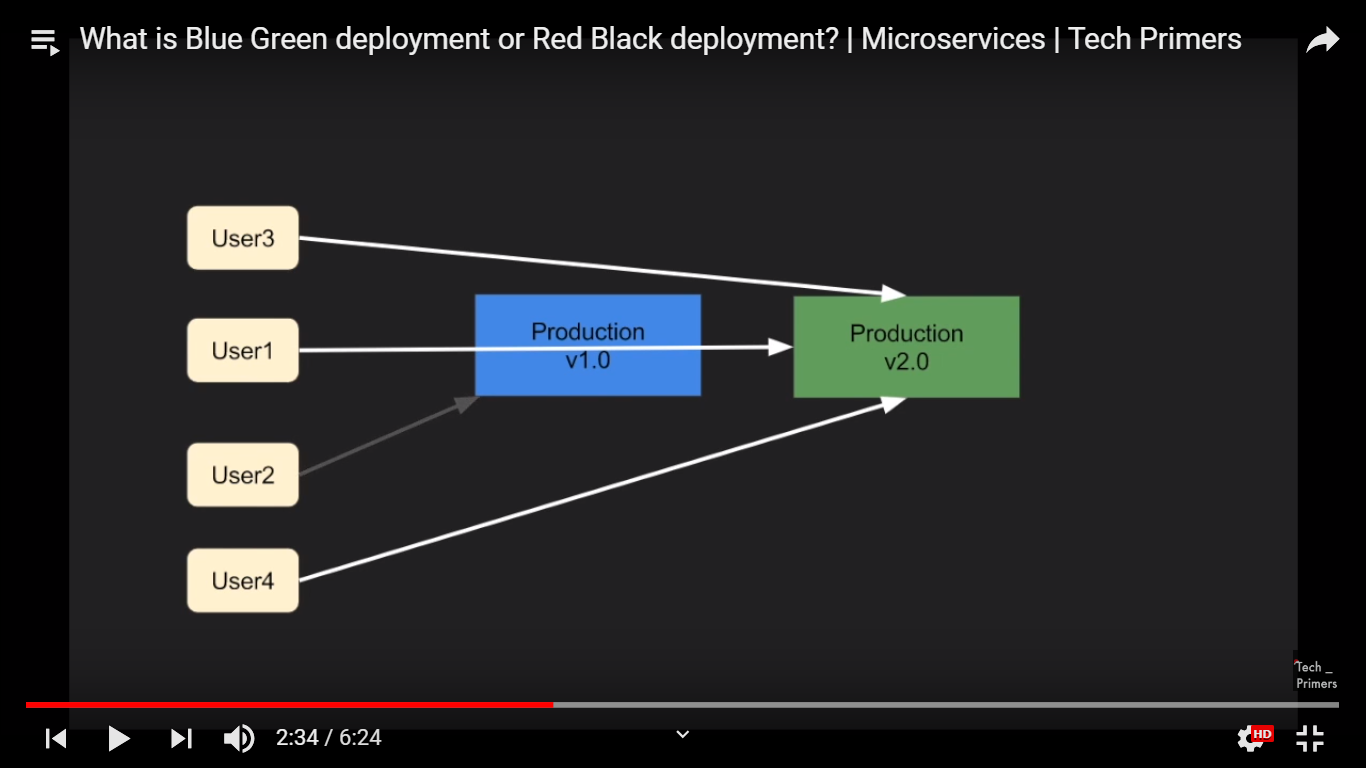 What is Blue Green deployment or Red Black deployment? | Microservices | Tech Primers
User3
Production
v1.0
Production
v2.0
User1
User2
User4
Tech _
Primers
2:34 / 6:24
HD